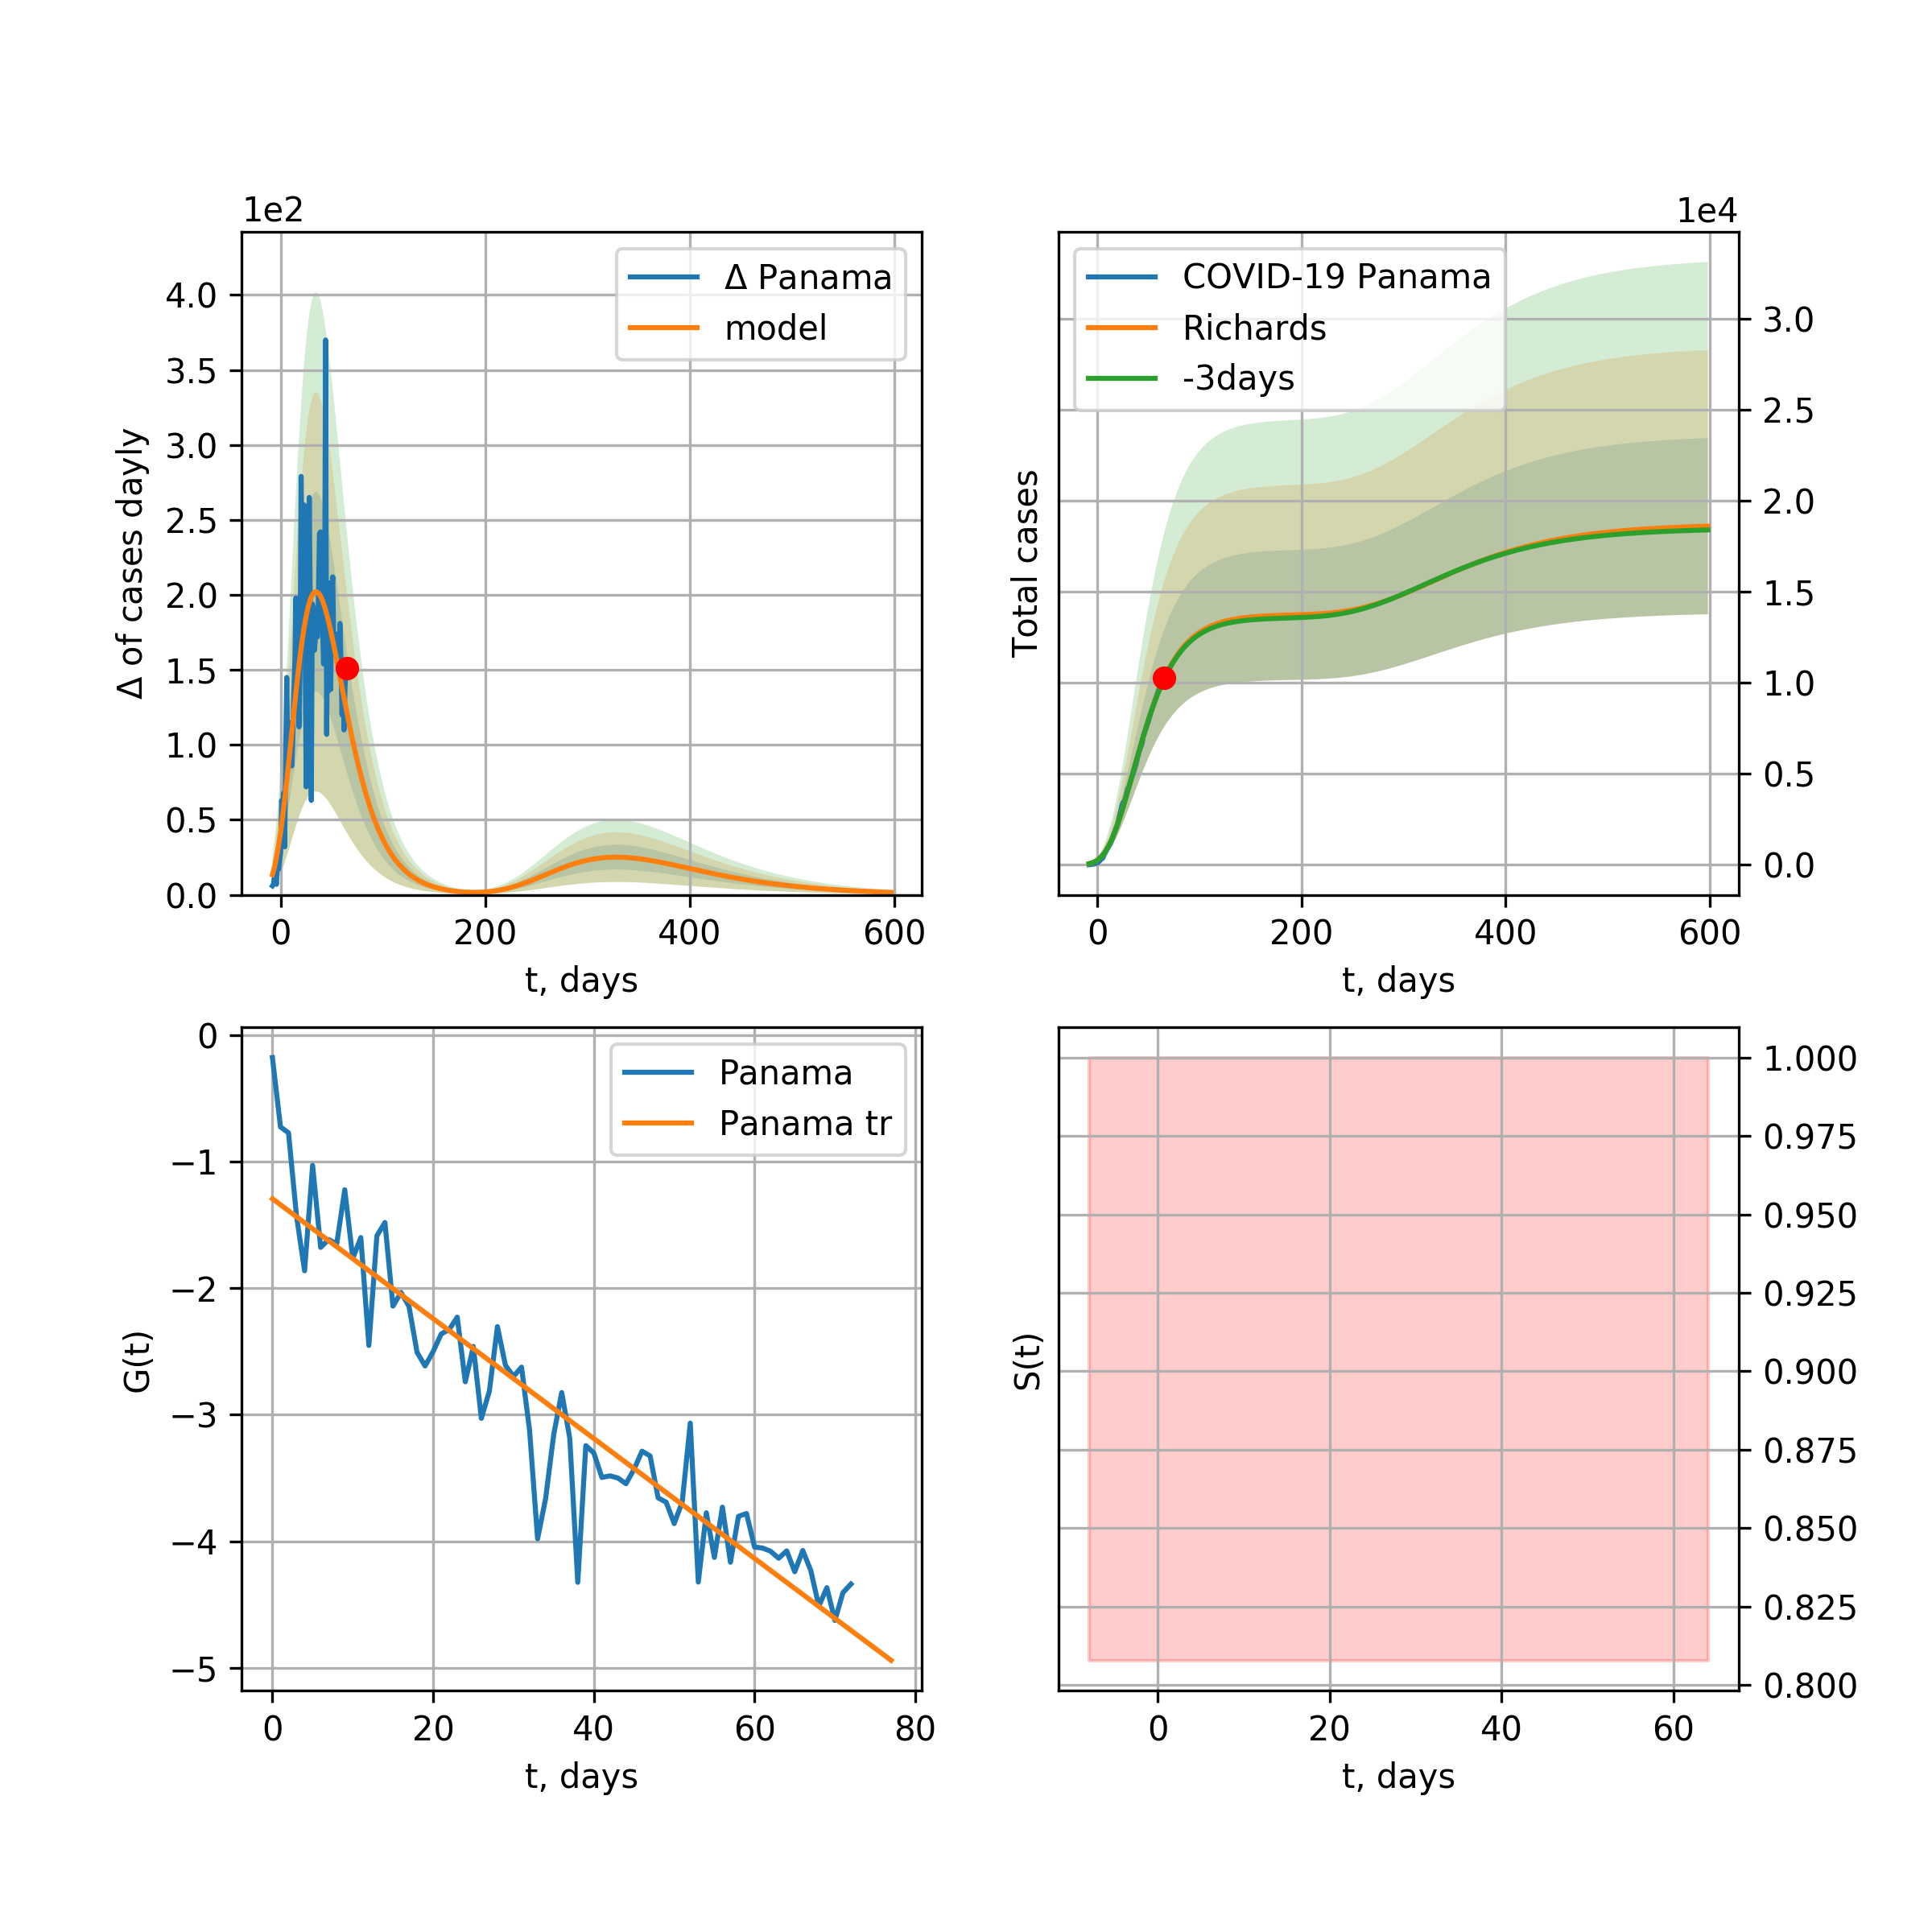 1e2
4.0
3.5
3.0
2.5
2.0
1.5
1.0
0.5
0.0
Δ of cases dayly
Δ Panama
model
0 200 400 600
t, days
1e4
COVID-19 Panama
Richards
-3days
Total cases
3.0
2.5
2.0
1.5
1.0
0.5
0.0
0 200 400 600
t, days
0
−1
−2
−3
−4
−5
G(t)
Panama
Panama tr
0 20 40 60 80
t, days
S(t)
1.000
0.975
0.950
0.925
0.900
0.875
0.850
0.825
0.800
0 20 40 60
t, days